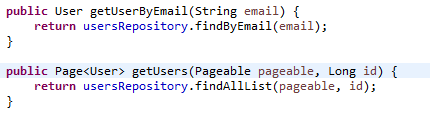 public User getUserByEmail(String email) {
    return usersRepository.findByEmail(email);
}
public Page<User> getUsers(Pageable pageable, Long id) {
    return usersRepository.findAllList(pageable, id);
}